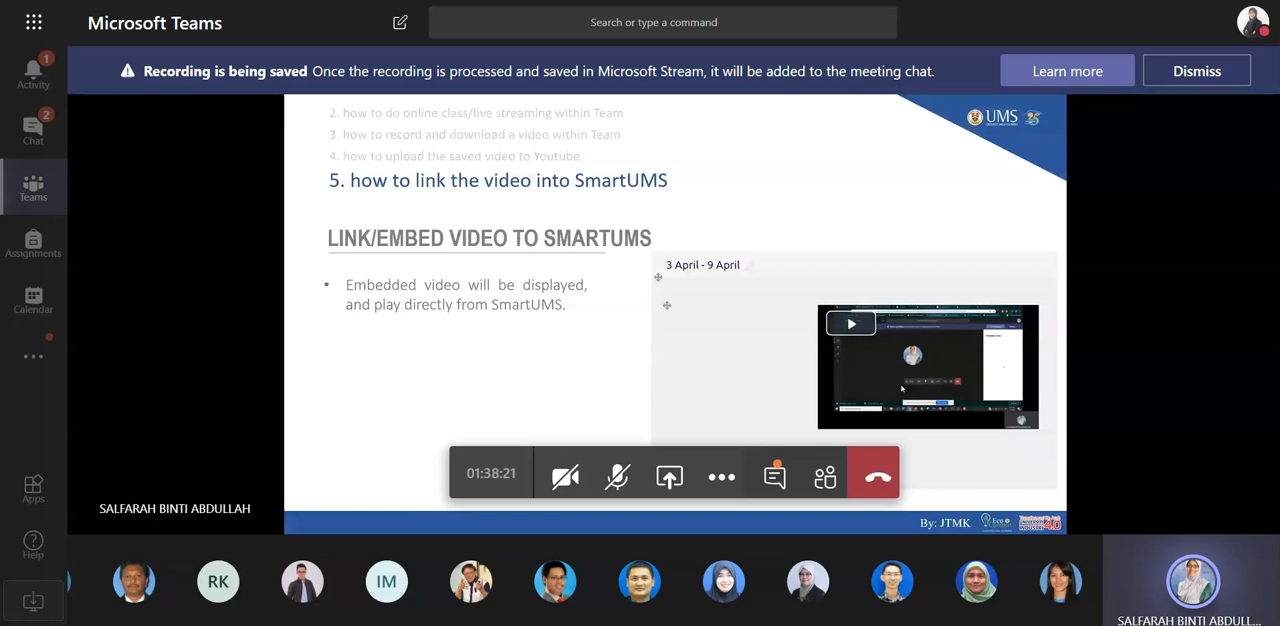 Microsoft Teams
Search or type a command
Activity
1
Chat
2
Teams
Assignments
Calendar
Apps
Help
Recording is being saved Once the recording is processed and saved in Microsoft Stream, it will be added to the meeting chat.
Learn more
Dismiss
2. how to do online class/live streaming within Team
3. how to record and download a video within Team
4. how to upload the saved video to Youtube
5. how to link the video into SmartUMS
UMS
25
LINK/EMBED VIDEO TO SMARTUMS
• Embedded video will be displayed,
and play directly from SmartUMS.
3 April - 9 April
01:38:21
SALFARAH BINTI ABDULLAH
By: JTMK
RK
IM
SALFARAH BINTI ABDULL...